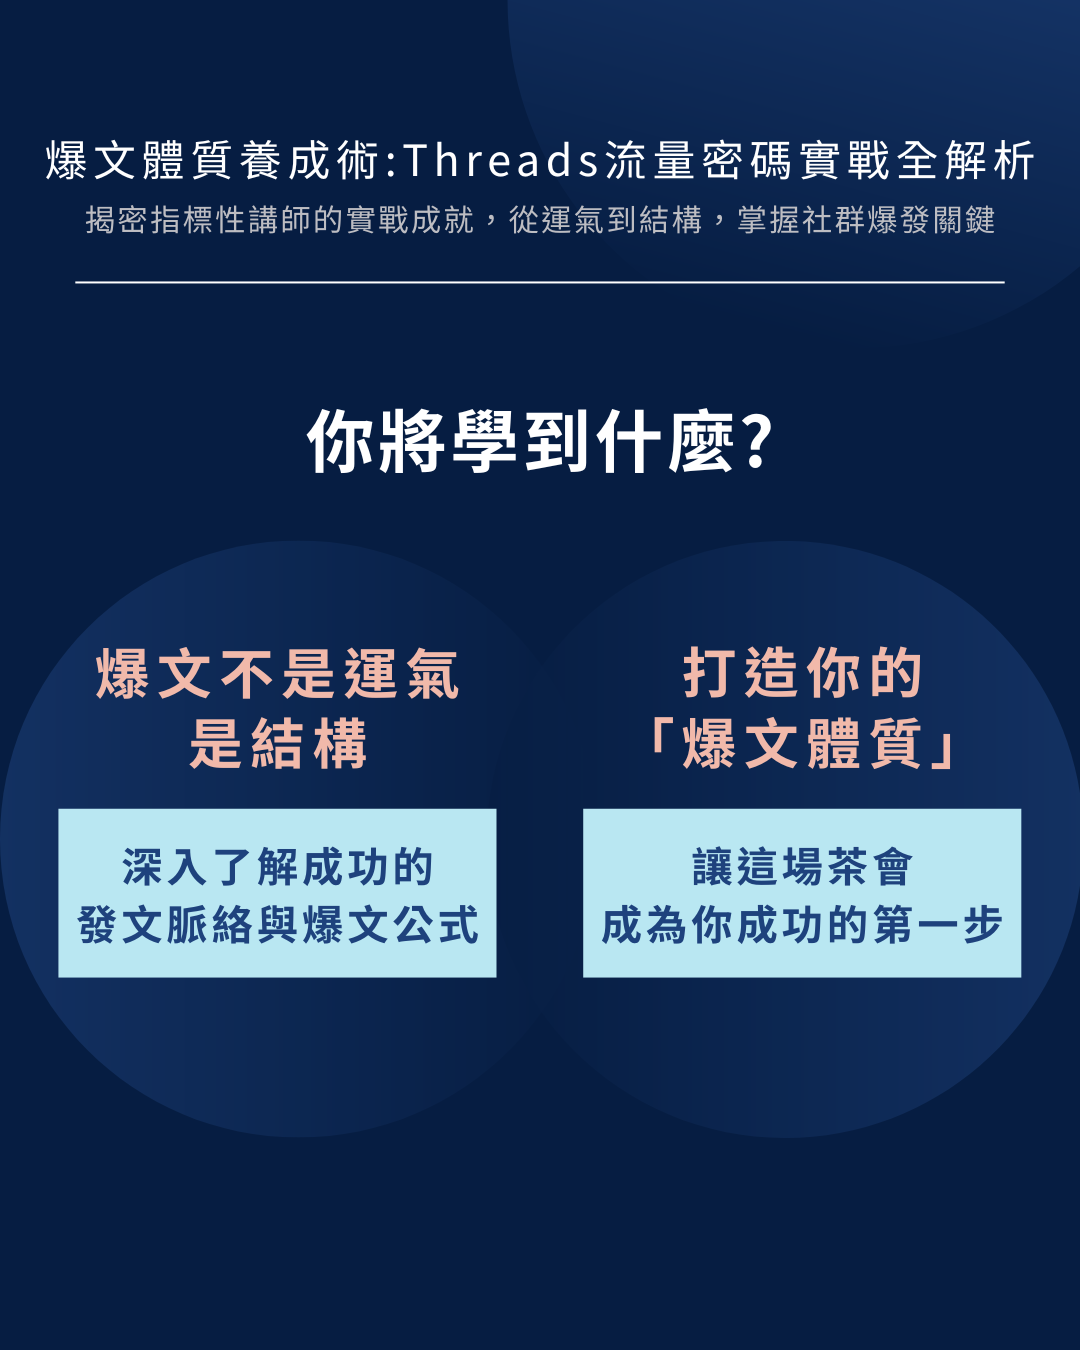 爆文體質養成術:Threads流量密碼實戰全解析
揭密指標性講師的實戰成就，從運氣到結構，掌握社群爆發關鍵
你將學到什麼?
爆文不是運氣
是結構
深入了解成功的
發文脈絡與爆文公式
打造你的
「爆文體質」
讓這場茶會
成為你成功的第一步